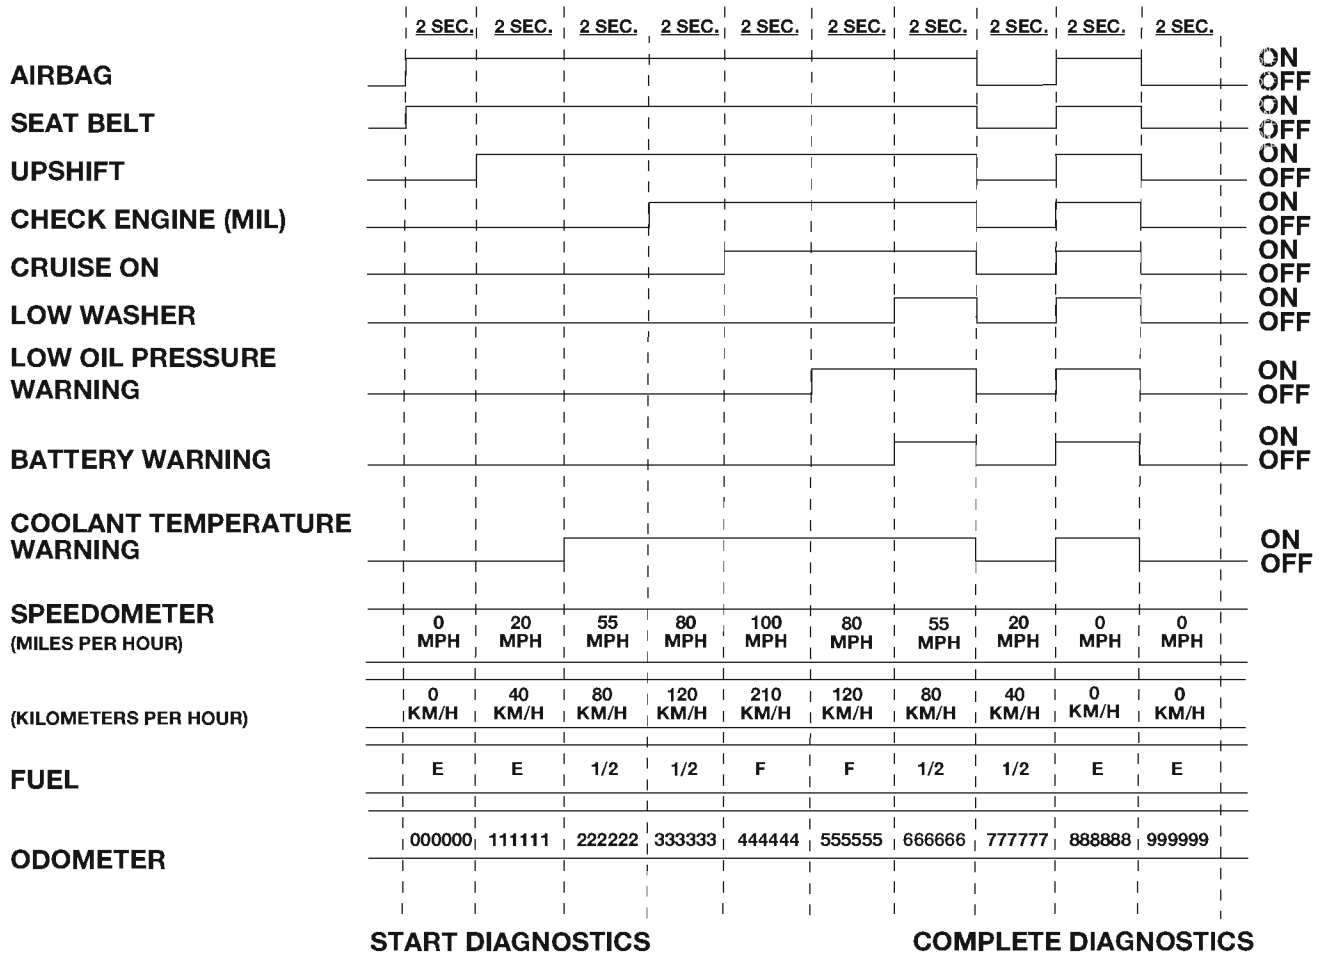 2 SEC. 2 SEC. 2 SEC. 2 SEC. 2 SEC. 2 SEC. 2 SEC. 2 SEC. 2 SEC. 2 SEC.
AIRBAG ON
OFF
SEAT BELT ON
OFF
UPSHIFT ON
OFF
CHECK ENGINE (MIL) ON
OFF
CRUISE ON ON
OFF
LOW WASHER ON
OFF
LOW OIL PRESSURE
WARNING ON
OFF
BATTERY WARNING ON
OFF
COOLANT TEMPERATURE
WARNING ON
OFF
SPEEDOMETER 0 20 55 80 100 80 55 20 0 0
(MILES PER HOUR) MPH MPH MPH MPH MPH MPH MPH MPH MPH MPH
0 40 80 120 210 120 80 40 0 0
(KILOMETERS PER HOUR) KM/H KM/H KM/H KM/H KM/H KM/H KM/H KM/H KM/H KM/H
FUEL E E 1/2 1/2 F F 1/2 1/2 E E
ODOMETER 000000 111111 222222 333333 444444 555555 666666 777777 888888 999999
START DIAGNOSTICS COMPLETE DIAGNOSTICS